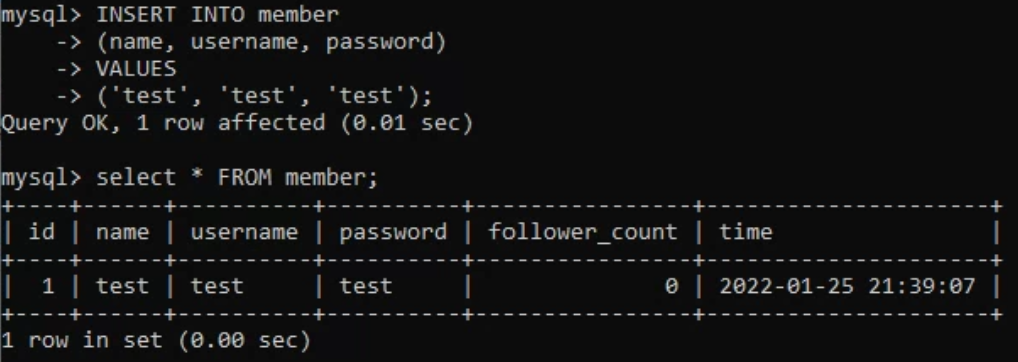 mysql> INSERT INTO member
    -> (name, username, password)
    -> VALUES
    -> ('test', 'test', 'test');
Query OK, 1 row affected (0.01 sec)

mysql> select * FROM member;
+----+------+----------+----------+----------------+---------------------+
| id | name | username | password | follower_count | time                |
+----+------+----------+----------+----------------+---------------------+
|  1 | test | test     | test     |              0 | 2022-01-25 21:39:07 |
+----+------+----------+----------+----------------+---------------------+
1 row in set (0.00 sec)